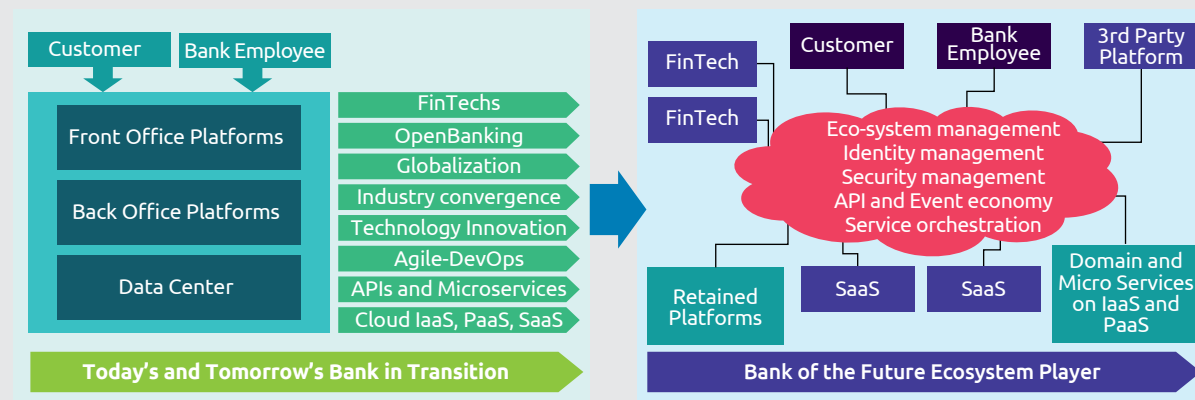 Customer
Bank Employee
Front Office Platforms
Back Office Platforms
Data Center
FinTechs
OpenBanking
Globalization
Industry convergence
Technology Innovation
Agile-DevOps
APIs and Microservices
Cloud IaaS, PaaS, SaaS
Today's and Tomorrow's Bank in Transition
FinTech
FinTech
Customer
Bank
Employee
3rd Party
Platform
Eco-system management
Identity management
Security management
API and Event economy
Service orchestration
Retained
Platforms
SaaS
SaaS
Domain and
Micro Services
on IaaS and
PaaS
Bank of the Future Ecosystem Player